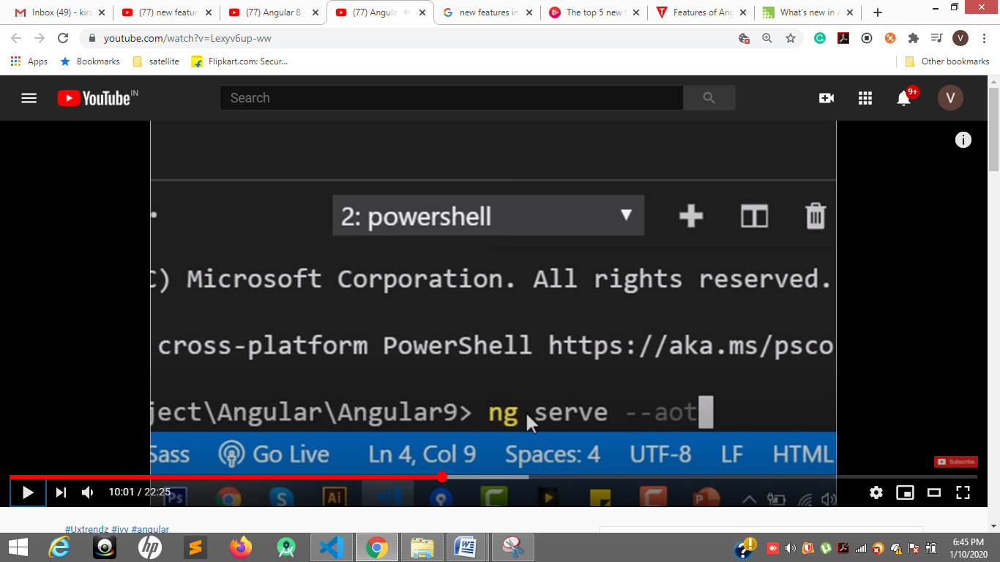 Inbox (49) - kira
(77) new featur
(77) Angular 8 -
(77) Angula
new features in
The top 5 new f
Features of Ang
What's new in A
youtube.com/watch?v=Lexyv6up-ww
V
Apps
Bookmarks
satellite
Flipkart.com: Secur...
Other bookmarks
YouTube IN
Search
9+
V
i
2: powershell
C) Microsoft Corporation. All rights reserved.
cross-platform PowerShell https://aka.ms/psco
ject\Angular\Angular9> ng serve --aot
Sass
Go Live
Ln 4, Col 9
Spaces: 4
UTF-8
LF
HTML
Subscribe
Ps
S
Ai
C
C
P
10:01 / 22:25
#Uxtrendz #ivy #angular
hp
W
6:45 PM
1/10/2020